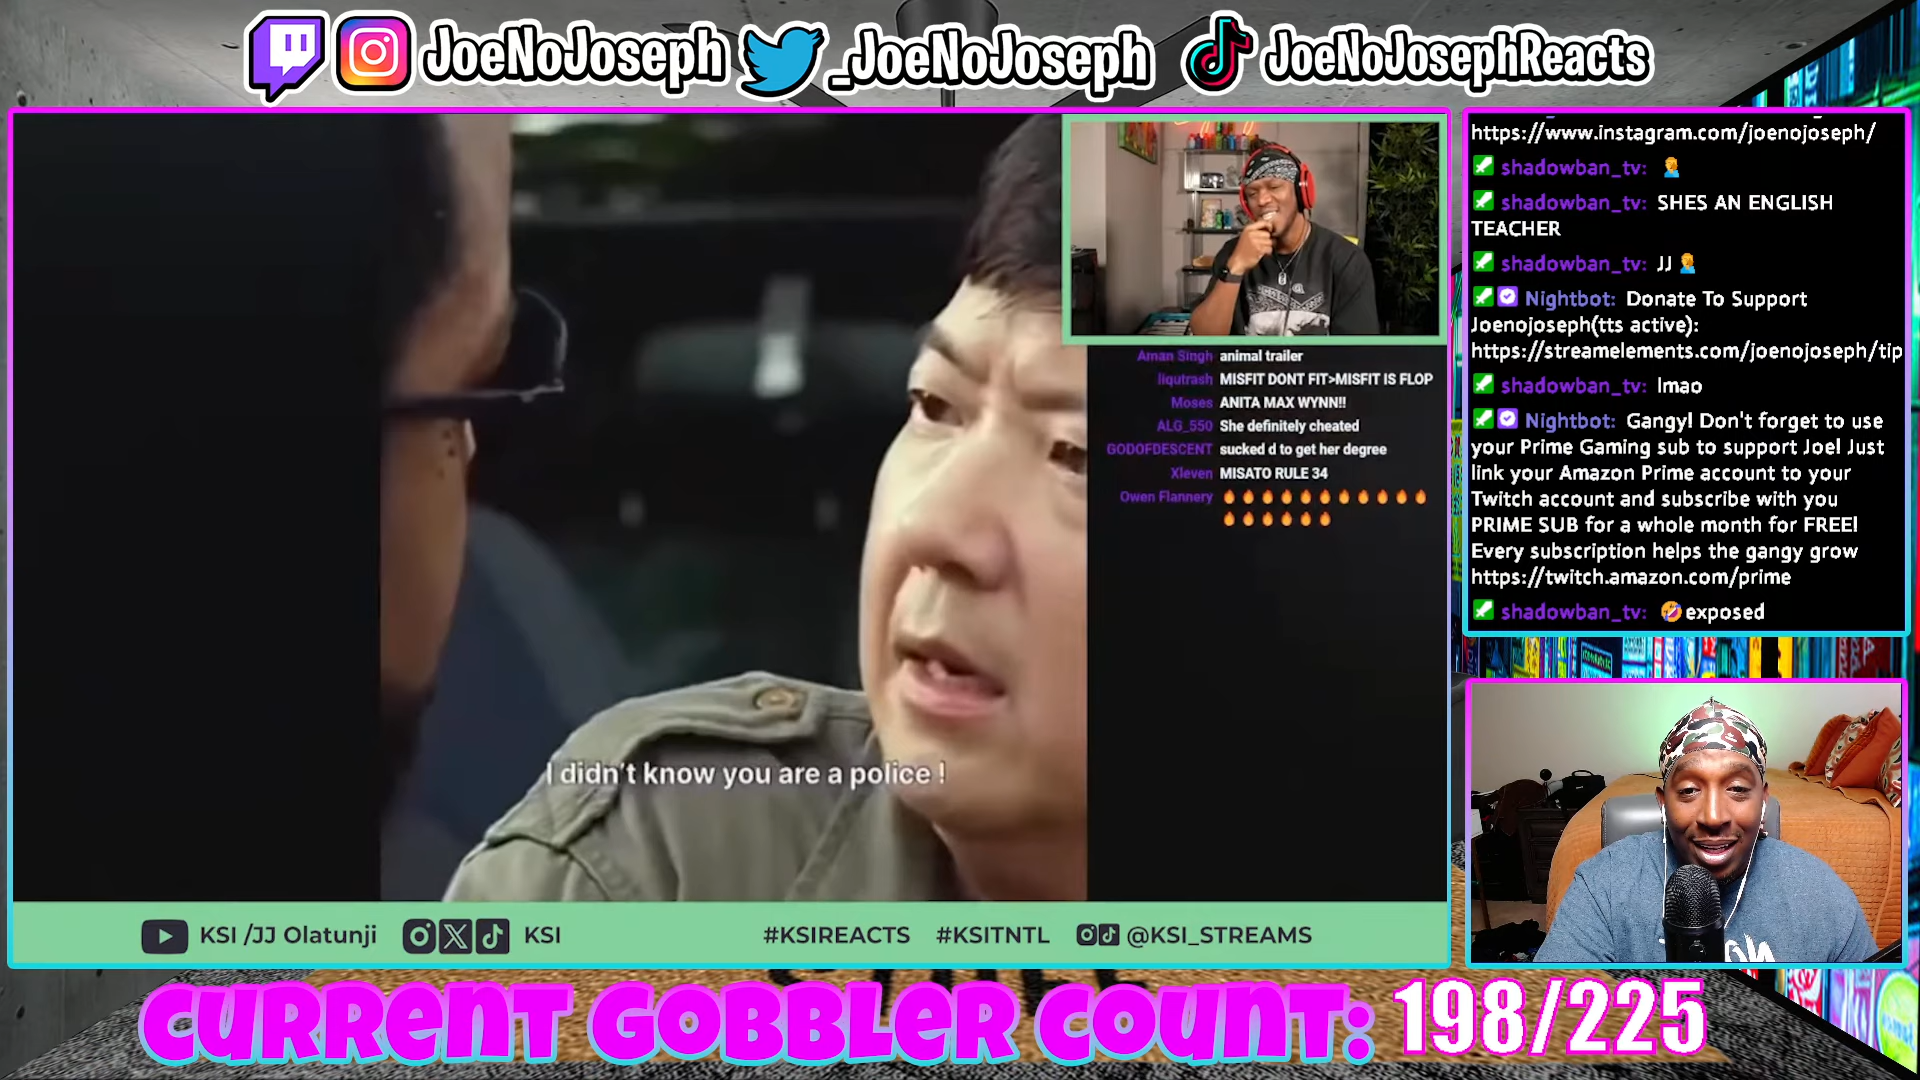 JoeNoJoseph
_JoeNoJoseph
JoeNoJosephReacts
https://www.instagram.com/joenojoseph/
shadowban_tv: 🤦
shadowban_tv: SHES AN ENGLISH
TEACHER
shadowban_tv: JJ 🤦
Nightbot: Donate To Support
Joenojoseph(tts active):
https://streamelements.com/joenojoseph/tip
shadowban_tv: lmao
Nightbot: Gangy! Don't forget to use
your Prime Gaming sub to support Joe! Just
link your Amazon Prime account to your
Twitch account and subscribe with you
PRIME SUB for a whole month for FREE!
Every subscription helps the gangy grow
https://twitch.amazon.com/prime
shadowban_tv: 🤣exposed
Aman Singh animal trailer
liqutrash MISFIT DONT FIT>MISFIT IS FLOP
Moses ANITA MAX WYNN!!
ALG_550 She definitely cheated
GODOFDESCENT sucked d to get her degree
Xleven MISATO RULE 34
Owen Flannery 🔥🔥🔥🔥🔥🔥🔥🔥🔥🔥🔥
🔥🔥🔥🔥🔥🔥
I didn't know you are a police !
KSI /JJ Olatunji
KSI
#KSIREACTS
#KSITNTL
@KSI_STREAMS
CURRENT GOBBLER COUNT: 198/225